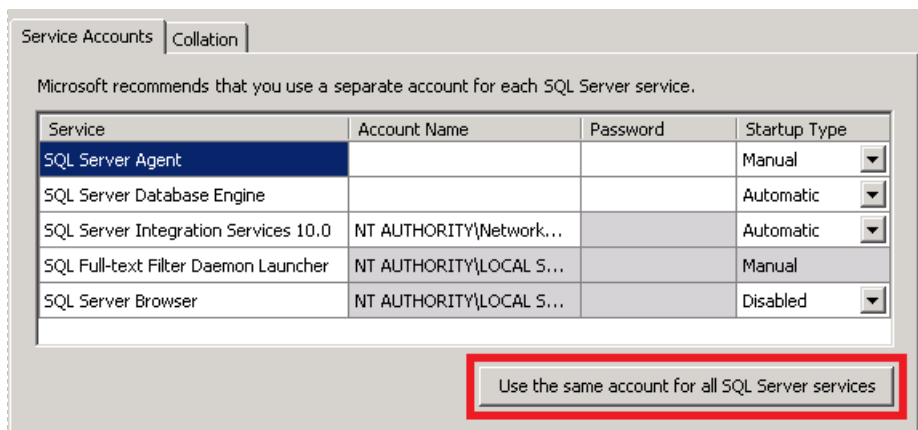 Service Accounts Collation
Microsoft recommends that you use a separate account for each SQL Server service.
Service Account Name Password Startup Type
SQL Server Agent Manual
SQL Server Database Engine Automatic
SQL Server Integration Services 10.0 NT AUTHORITY\Network... Automatic
SQL Full-text Filter Daemon Launcher NT AUTHORITY\LOCAL S... Manual
SQL Server Browser NT AUTHORITY\LOCAL S... Disabled
Use the same account for all SQL Server services